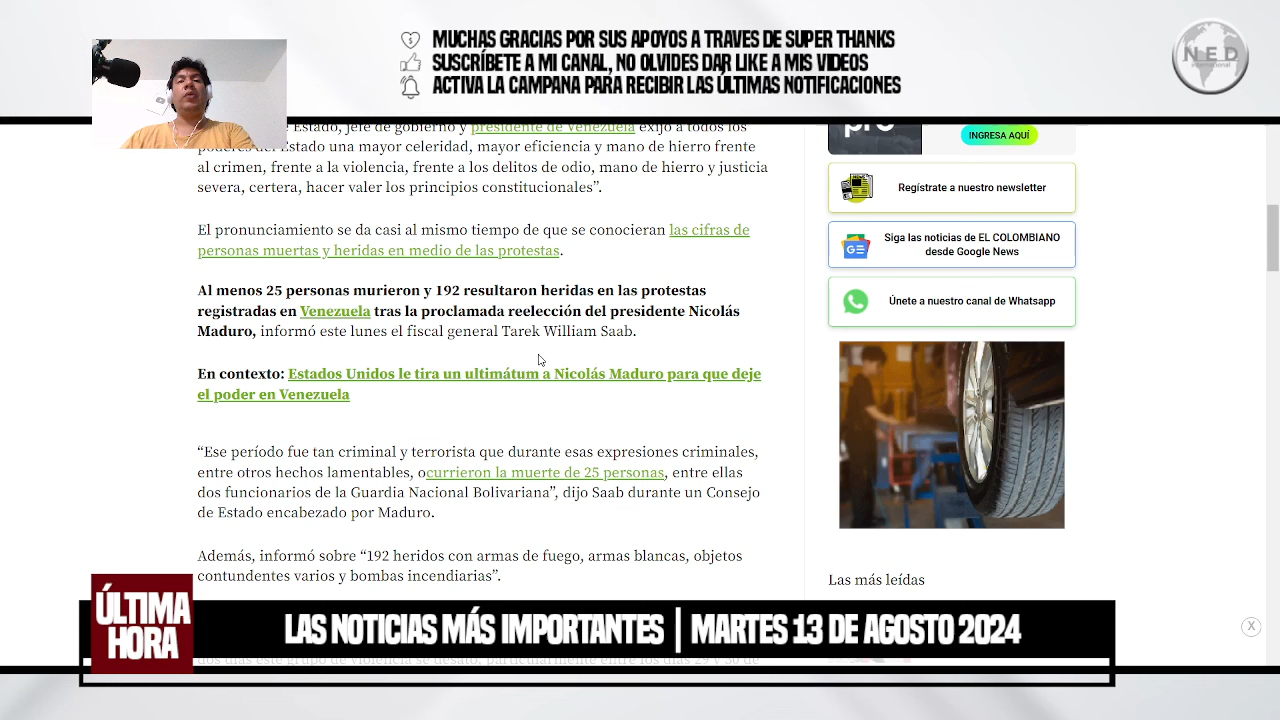 MUCHAS GRACIAS POR SUS APOYOS A TRAVES DE SUPER THANKS
SUSCRÍBETE A MI CANAL, NO OLVIDES DAR LIKE A MIS VIDEOS
ACTIVA LA CAMPANA PARA RECIBIR LAS ÚLTIMAS NOTIFICACIONES
N.E.D
international
Estado, jefe de gobierno y presidente de Venezuela exijo a todos los
Estado una mayor celeridad, mayor eficiencia y mano de hierro frente
al crimen, frente a la violencia, frente a los delitos de odio, mano de hierro y justicia
severa, certera, hacer valer los principios constitucionales”.
El pronunciamiento se da casi al mismo tiempo de que se conocieran las cifras de
personas muertas y heridas en medio de las protestas.
Al menos 25 personas murieron y 192 resultaron heridas en las protestas
registradas en Venezuela tras la proclamada reelección del presidente Nicolás
Maduro, informó este lunes el fiscal general Tarek William Saab.
En contexto: Estados Unidos le tira un ultimátum a Nicolás Maduro para que deje
el poder en Venezuela
“Ese período fue tan criminal y terrorista que durante esas expresiones criminales,
entre otros hechos lamentables, ocurrieron la muerte de 25 personas, entre ellas
dos funcionarios de la Guardia Nacional Bolivariana”, dijo Saab durante un Consejo
de Estado encabezado por Maduro.
Además, informó sobre “192 heridos con armas de fuego, armas blancas, objetos
contundentes varios y bombas incendiarias”.
pro
INGRESA AQUÍ
Regístrate a nuestro newsletter
GE
Siga las noticias de EL COLOMBIANO
desde Google News
Únete a nuestro canal de Whatsapp
Las más leídas
X
ÚLTIMA
HORA
LAS NOTICIAS MÁS IMPORTANTES | MARTES 13 DE AGOSTO 2024